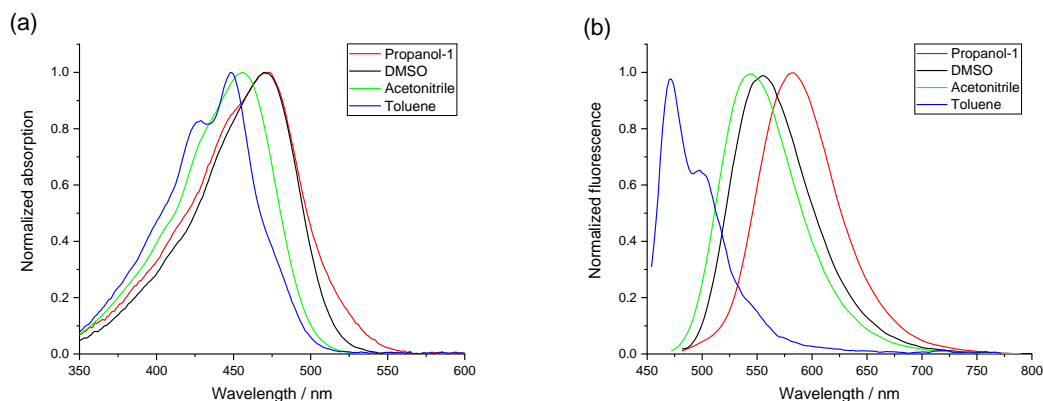 (a)
Normalized absorption
1.0
0.8
0.6
0.4
0.2
0.0
350
400
450
500
550
600
Wavelength / nm
Propanol-1
DMSO
Acetonitrile
Toluene
(b)
Normalized fluorescence
1.0
0.8
0.6
0.4
0.2
0.0
450
500
550
600
650
700
750
800
Wavelength / nm
Propanol-1
DMSO
Acetonitrile
Toluene